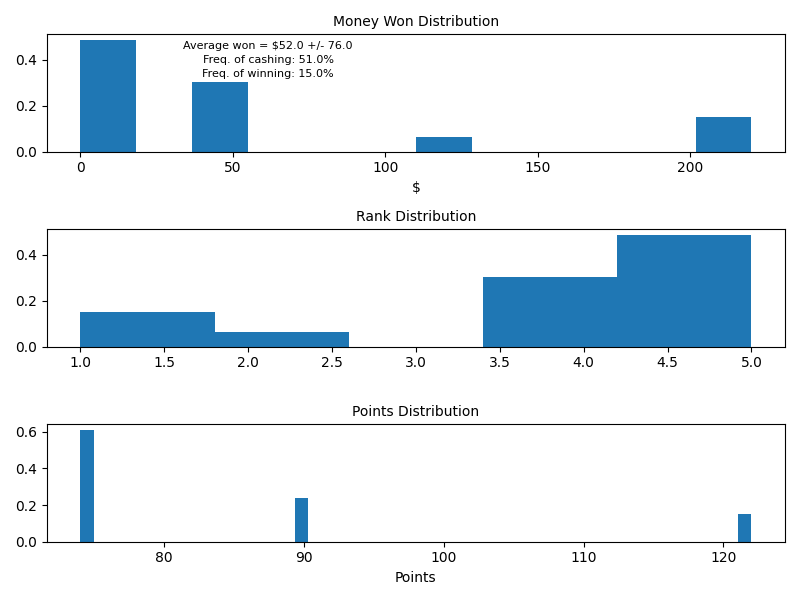 Money Won Distribution
Average won = $52.0 +/- 76.0
Freq. of cashing: 51.0%
Freq. of winning: 15.0%
0.4
0.2
0.0
0 50 100 150 200
$
Rank Distribution
0.4
0.2
0.0
1.0 1.5 2.0 2.5 3.0 3.5 4.0 4.5 5.0
Points Distribution
0.6
0.4
0.2
0.0
80 90 100 110 120
Points